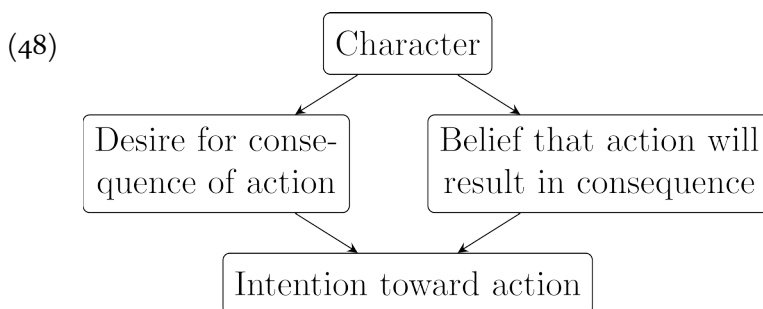 (48)
Character
Desire for conse-
quence of action
Belief that action will
result in consequence
Intention toward action